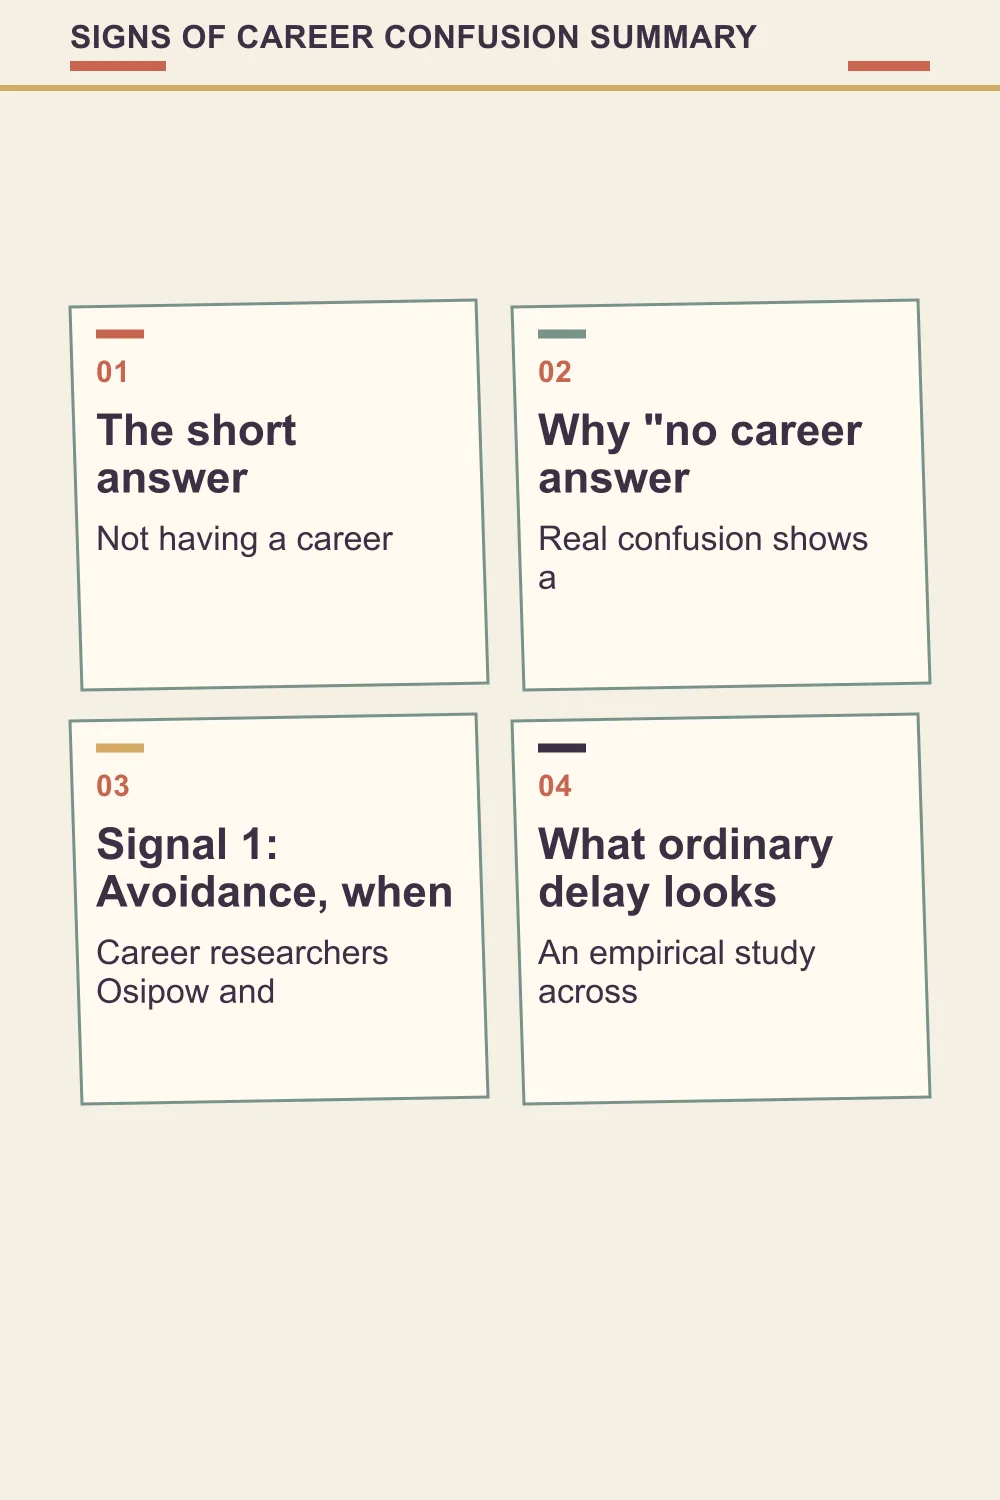 SIGNS OF CAREER CONFUSION SUMMARY
01
The short
answer
Not having a career
02
Why "no career
answer
Real confusion shows
a
03
Signal 1:
Avoidance, when
Career researchers
Osipow and
04
What ordinary
delay looks
An empirical study
across